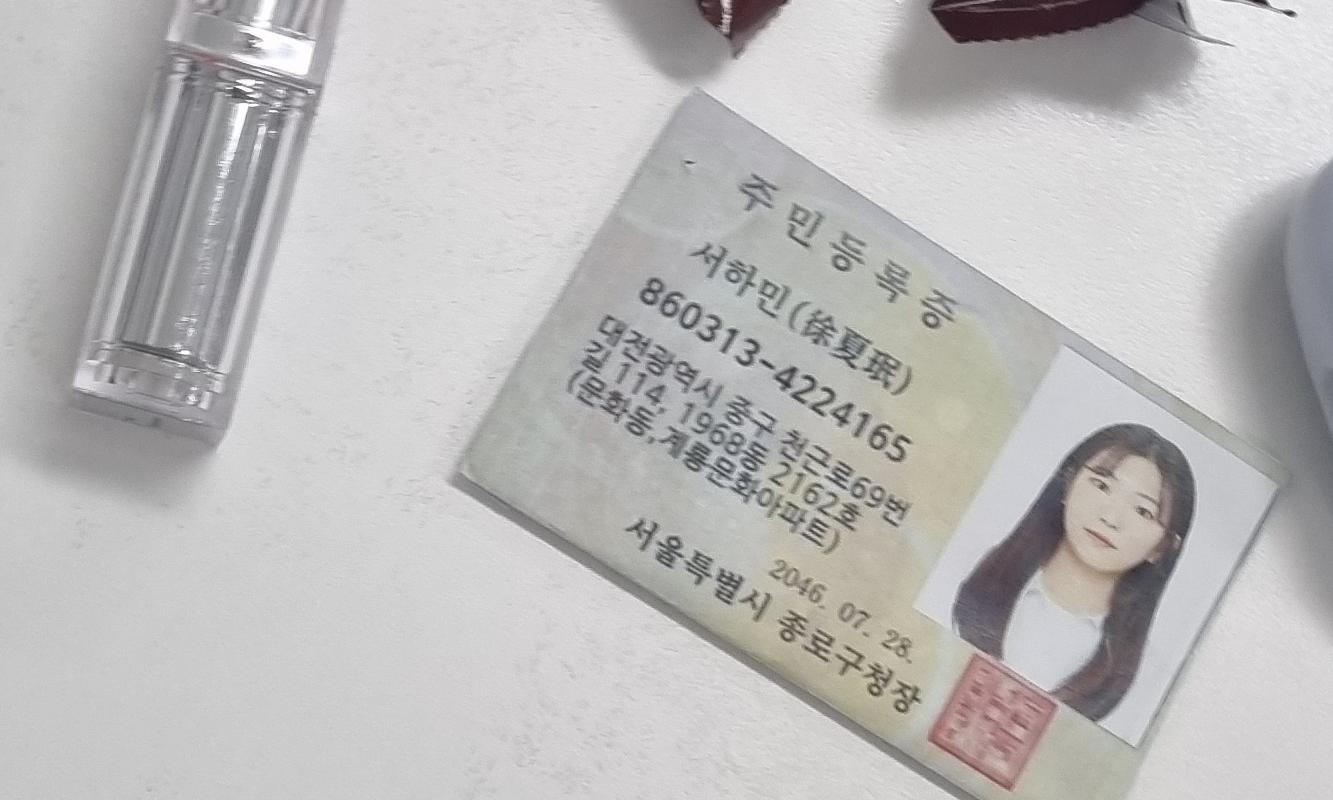 주민등록증
서하민(徐夏珉)
860313-4224165
대전광역시 중구 천근로69번
길 114, 1968동 2162호
(문화동,계룡문화아파트)
2046. 07. 28.
서울특별시 종로구청장